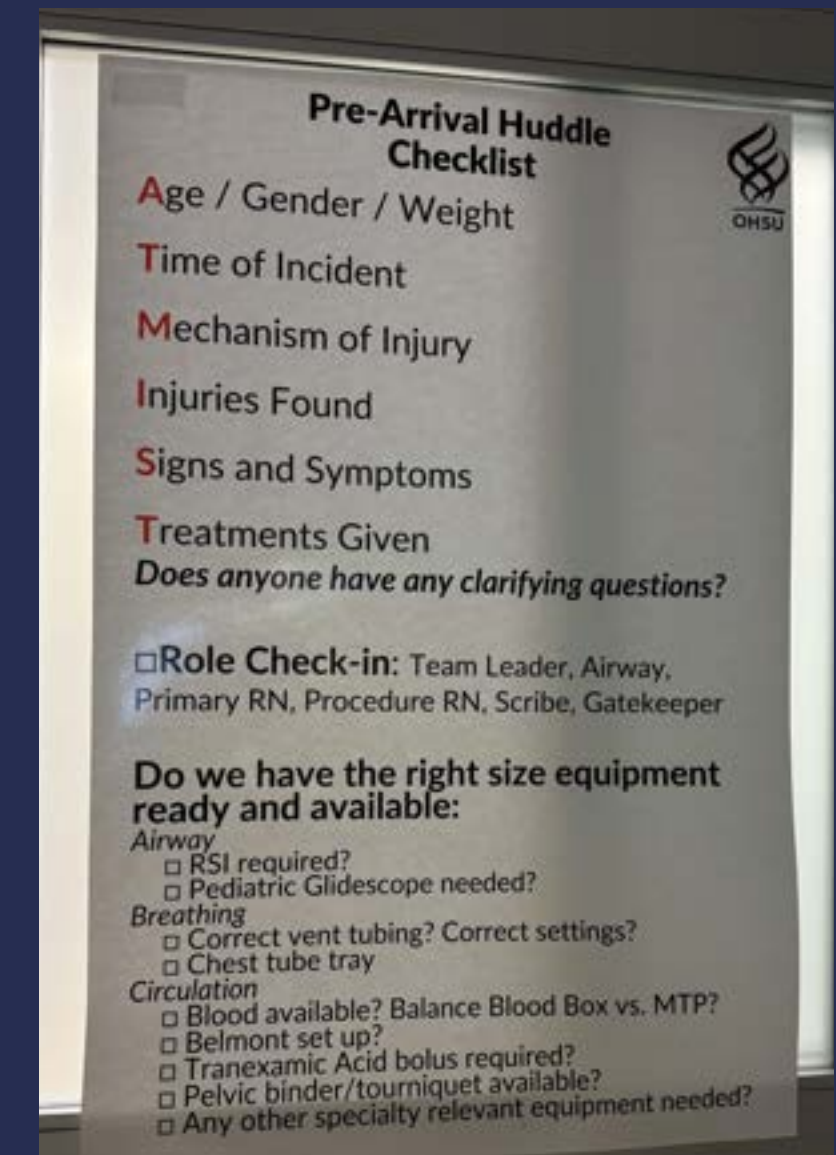 Pre-Arrival Huddle
Checklist
OHSU
Age / Gender / Weight
Time of Incident
Mechanism of Injury
Injuries Found
Signs and Symptoms
Treatments Given
Does anyone have any clarifying questions?
□Role Check-in: Team Leader, Airway,
Primary RN, Procedure RN, Scribe, Gatekeeper
Do we have the right size equipment
ready and available:
Airway
□ RSI required?
□ Pediatric Glidescope needed?
Breathing
□ Correct vent tubing? Correct settings?
□ Chest tube tray
Circulation
□ Blood available? Balance Blood Box vs. MTP?
□ Belmont set up?
□ Tranexamic Acid bolus required?
□ Pelvic binder/tourniquet available?
□ Any other specialty relevant equipment needed?